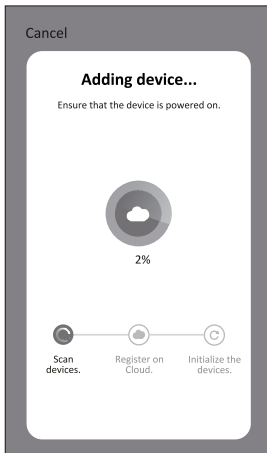 Cancel
Adding device...
Ensure that the device is powered on.
2%
Scan
devices.
Register on
Cloud.
Initialize the
devices.